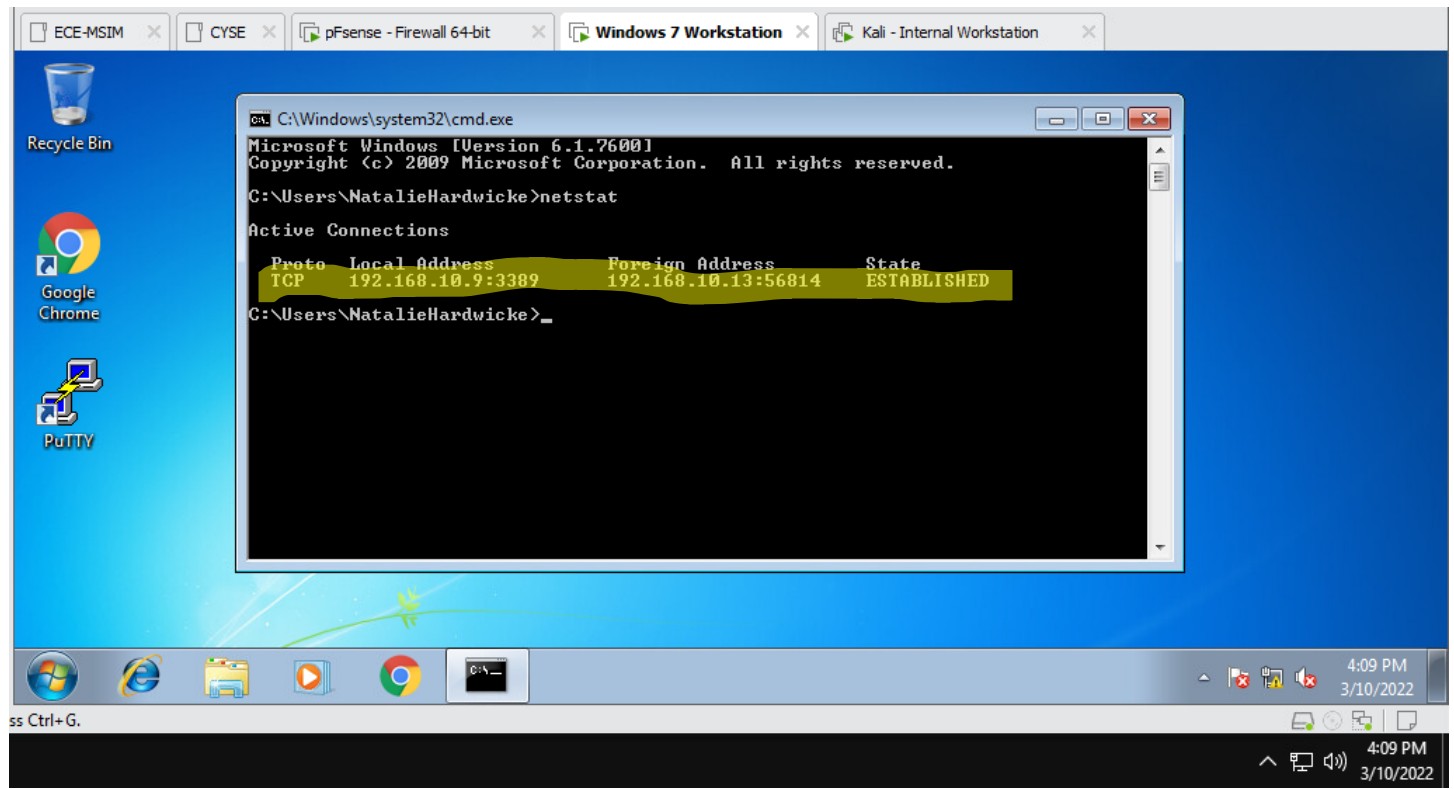 ECE-MSIM CYSE pFsense - Firewall 64-bit Windows 7 Workstation Kali - Internal Workstation
Recycle Bin
Google
Chrome
PuTTY
C:\Windows\system32\cmd.exe
Microsoft Windows [Version 6.1.7600]
Copyright (c) 2009 Microsoft Corporation. All rights reserved.
C:\Users\NatalieHardwicke>netstat
Active Connections
Proto Local Address Foreign Address State
TCP 192.168.10.9:3389 192.168.10.13:56814 ESTABLISHED
C:\Users\NatalieHardwicke>_
4:09 PM
3/10/2022
ss Ctrl+G.
4:09 PM
3/10/2022